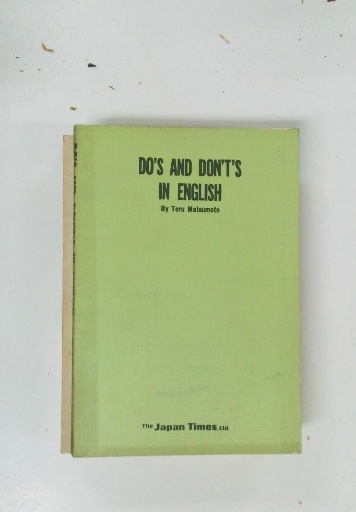 DO'S AND DON'T'S
IN ENGLISH
By Toru Matsumoto
The Japan Times, Ltd.